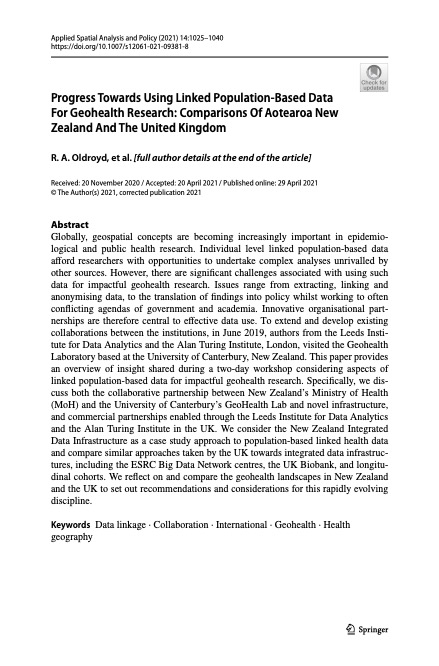 Applied Spatial Analysis and Policy (2021) 14:1025–1040
https://doi.org/10.1007/s12061-021-09381-8
Check for
updates
Progress Towards Using Linked Population-Based Data
For Geohealth Research: Comparisons Of Aotearoa New
Zealand And The United Kingdom
R. A. Oldroyd, et al. [full author details at the end of the article]
Received: 20 November 2020 / Accepted: 20 April 2021 / Published online: 29 April 2021
© The Author(s) 2021, corrected publication 2021
Abstract
Globally, geospatial concepts are becoming increasingly important in epidemio-
logical and public health research. Individual level linked population-based data
afford researchers with opportunities to undertake complex analyses unrivalled by
other sources. However, there are significant challenges associated with using such
data for impactful geohealth research. Issues range from extracting, linking and
anonymising data, to the translation of findings into policy whilst working to often
conflicting agendas of government and academia. Innovative organisational part-
nerships are therefore central to effective data use. To extend and develop existing
collaborations between the institutions, in June 2019, authors from the Leeds Insti-
tute for Data Analytics and the Alan Turing Institute, London, visited the Geohealth
Laboratory based at the University of Canterbury, New Zealand. This paper provides
an overview of insight shared during a two-day workshop considering aspects of
linked population-based data for impactful geohealth research. Specifically, we dis-
cuss both the collaborative partnership between New Zealand's Ministry of Health
(MoH) and the University of Canterbury's GeoHealth Lab and novel infrastructure,
and commercial partnerships enabled through the Leeds Institute for Data Analytics
and the Alan Turing Institute in the UK. We consider the New Zealand Integrated
Data Infrastructure as a case study approach to population-based linked health data
and compare similar approaches taken by the UK towards integrated data infrastruc-
tures, including the ESRC Big Data Network centres, the UK Biobank, and longitu-
dinal cohorts. We reflect on and compare the geohealth landscapes in New Zealand
and the UK to set out recommendations and considerations for this rapidly evolving
discipline.
Keywords Data linkage · Collaboration · International · Geohealth · Health
geography
Springer